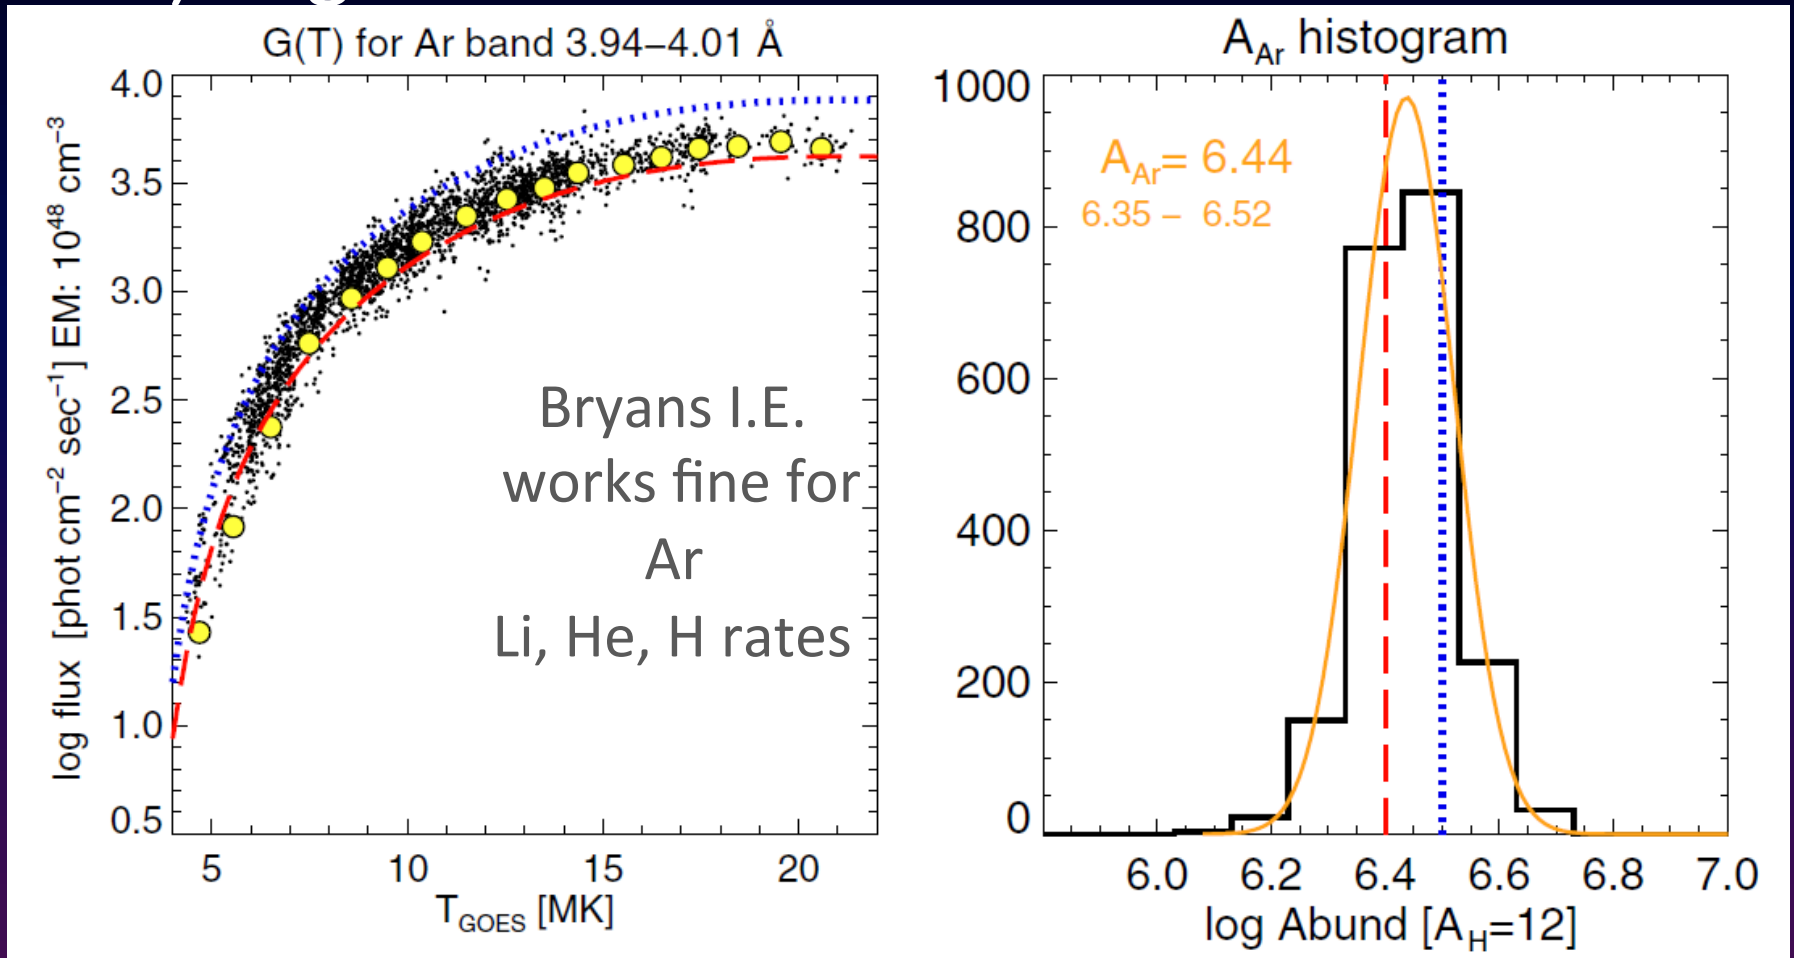 G(T) for Ar band 3.94–4.01 Å
4.0
3.5
3.0
2.5
2.0
1.5
1.0
0.5
log flux [phot cm⁻² sec⁻¹] EM: 10⁴⁸ cm⁻³
Bryans I.E.
works fine for
Ar
Li, He, H rates
5 10 15 20
T_GOES [MK]
A_Ar histogram
1000
800
600
400
200
0
A_Ar= 6.44
6.35 – 6.52
6.0 6.2 6.4 6.6 6.8 7.0
log Abund [A_H=12]